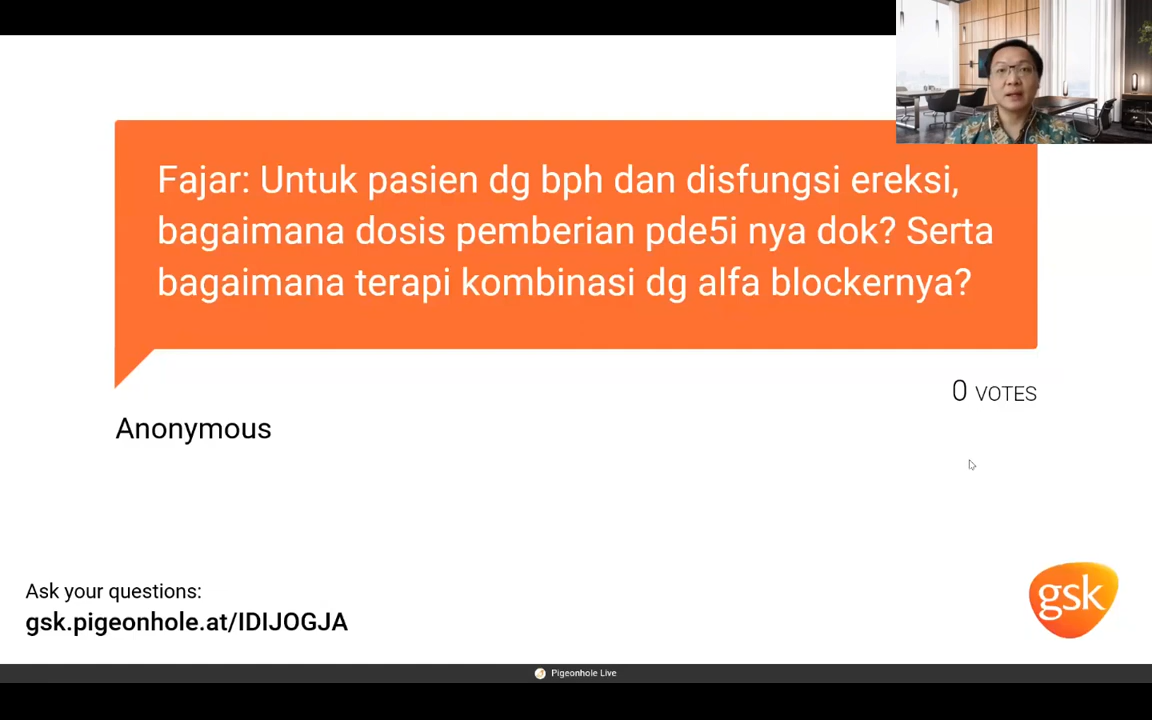 Fajar: Untuk pasien dg bph dan disfungsi ereksi,
bagaimana dosis pemberian pde5i nya dok? Serta
bagaimana terapi kombinasi dg alfa blockernya?
0 VOTES
Anonymous
Ask your questions:
gsk.pigeonhole.at/IDIJOGJA
gsk
Pigeonhole Live